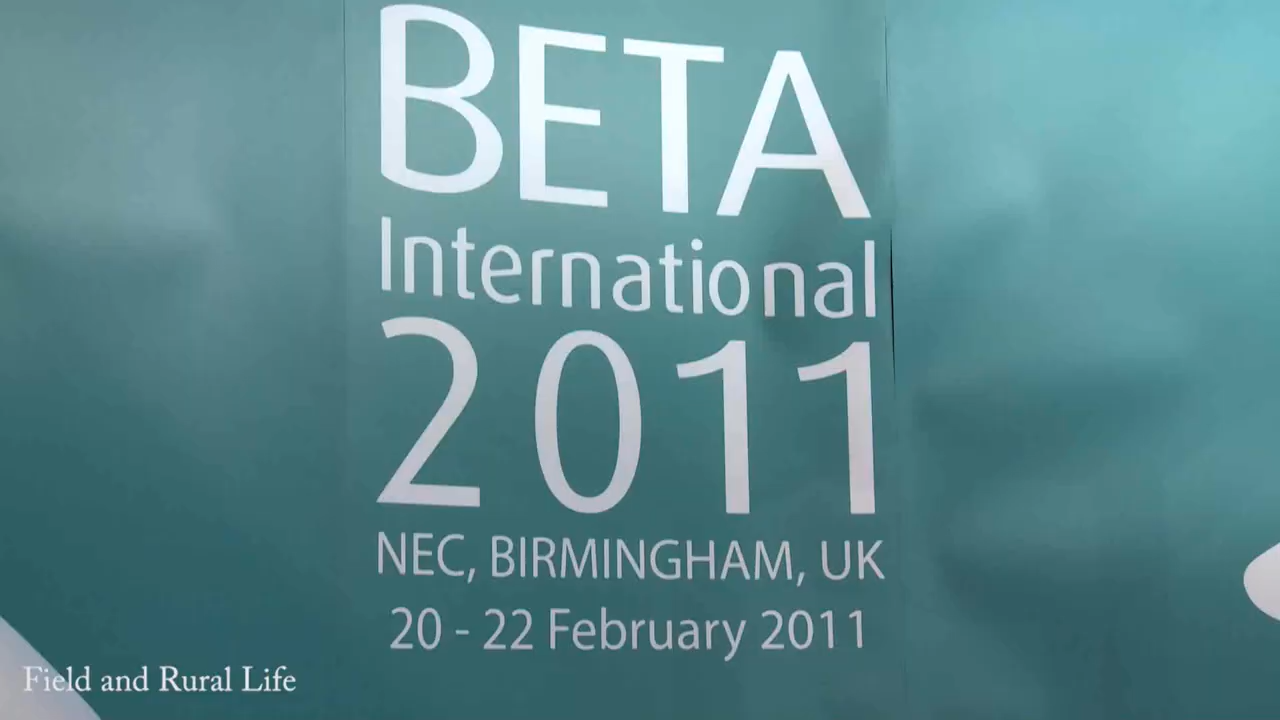 BETA
International
2011
NEC, BIRMINGHAM, UK
20 - 22 February 2011
Field and Rural Life